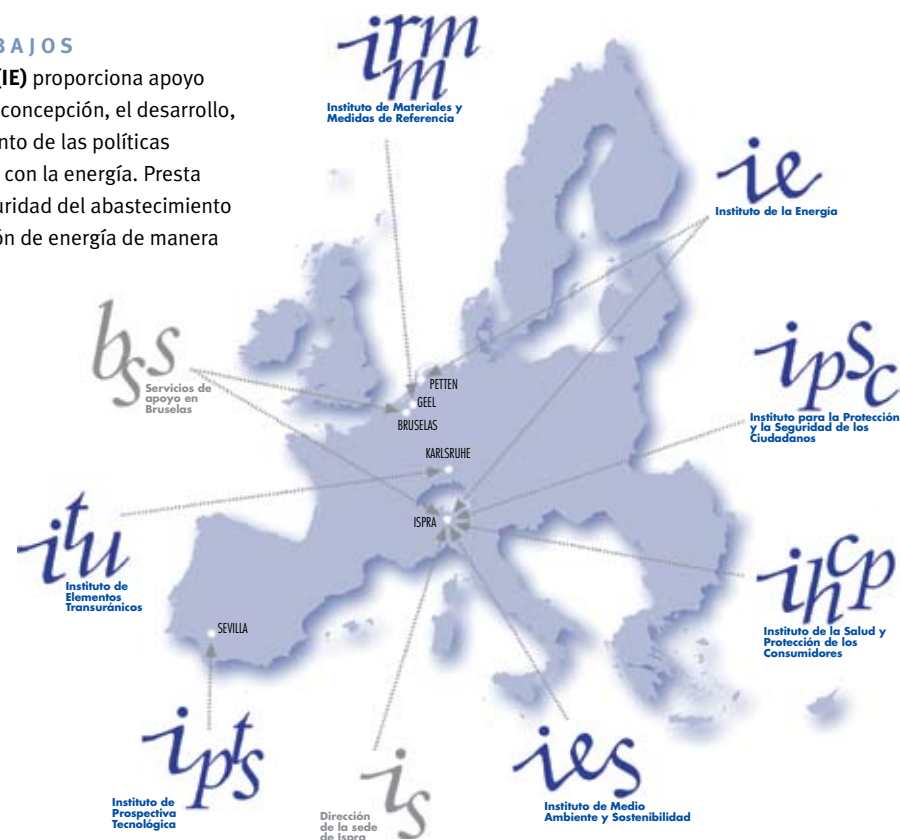 BAJOS
(IE) proporciona apoyo
concepción, el desarrollo,
nto de las políticas
con la energía. Presta
uridad del abastecimiento
ón de energía de manera
irmm
Instituto de Materiales y
Medidas de Referencia
ie
Instituto de la Energía
bss
Servicios de
apoyo en
Bruselas
ipsc
Instituto para la Protección
y la Seguridad de los
Ciudadanos
PETTEN
GEEL
BRUSELAS
KARLSRUHE
ISPRA
itu
Instituto de
Elementos
Transuránicos
ihcp
Instituto de la Salud y
Protección de los
Consumidores
SEVILLA
ipts
Instituto de
Prospectiva
Tecnológica
is
Dirección
de la sede
de Ispra
ies
Instituto de Medio
Ambiente y Sostenibilidad